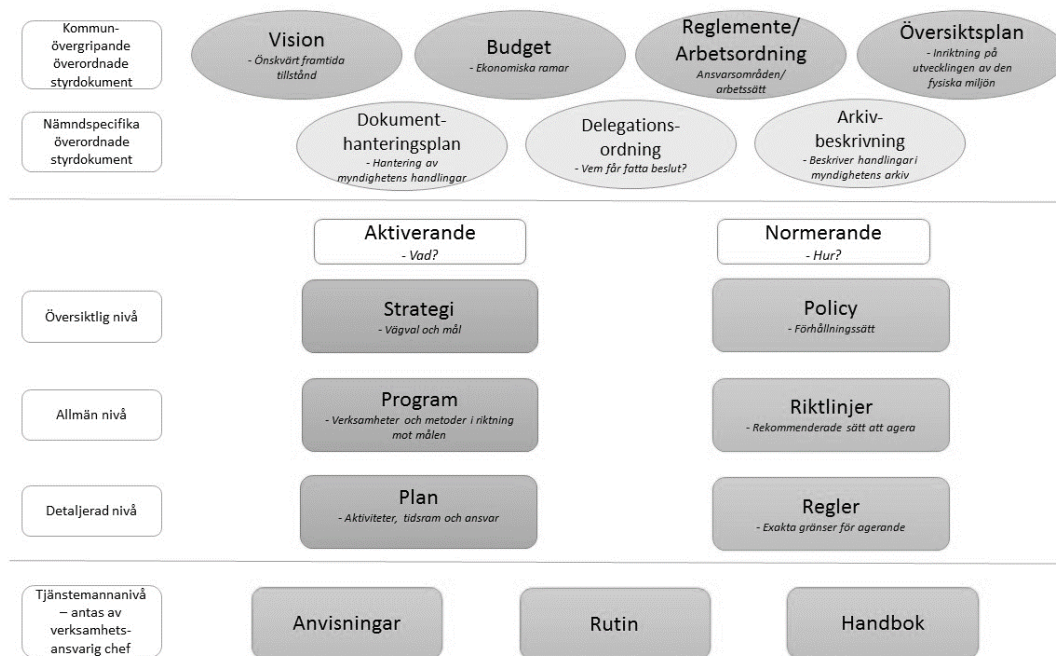 Kommun-
övergripande
överordnade
styrdokument
Vision
- Önskvärt framtida
tillstånd
Budget
- Ekonomiska ramar
Reglemente/
Arbetsordning
Ansvarsområden/
arbetssätt
Översiktsplan
- Inriktning på
utvecklingen av den
fysiska miljön
Nämndspecifika
överordnade
styrdokument
Dokument-
hanteringsplan
- Hantering av
myndighetens handlingar
Delegations-
ordning
- Vem får fatta beslut?
Arkiv-
beskrivning
- Beskriver handlingar i
myndighetens arkiv
Aktiverande
- Vad?
Normerande
- Hur?
Översiktlig nivå
Strategi
- Vägval och mål
Policy
- Förhållningssätt
Allmän nivå
Program
- Verksamheter och metoder i riktning
mot målen
Riktlinjer
- Rekommenderade sätt att agera
Detaljerad nivå
Plan
- Aktiviteter, tidsram och ansvar
Regler
- Exakta gränser för agerande
Tjänstemannanivå
– antas av
verksamhets-
ansvarig chef
Anvisningar
Rutin
Handbok